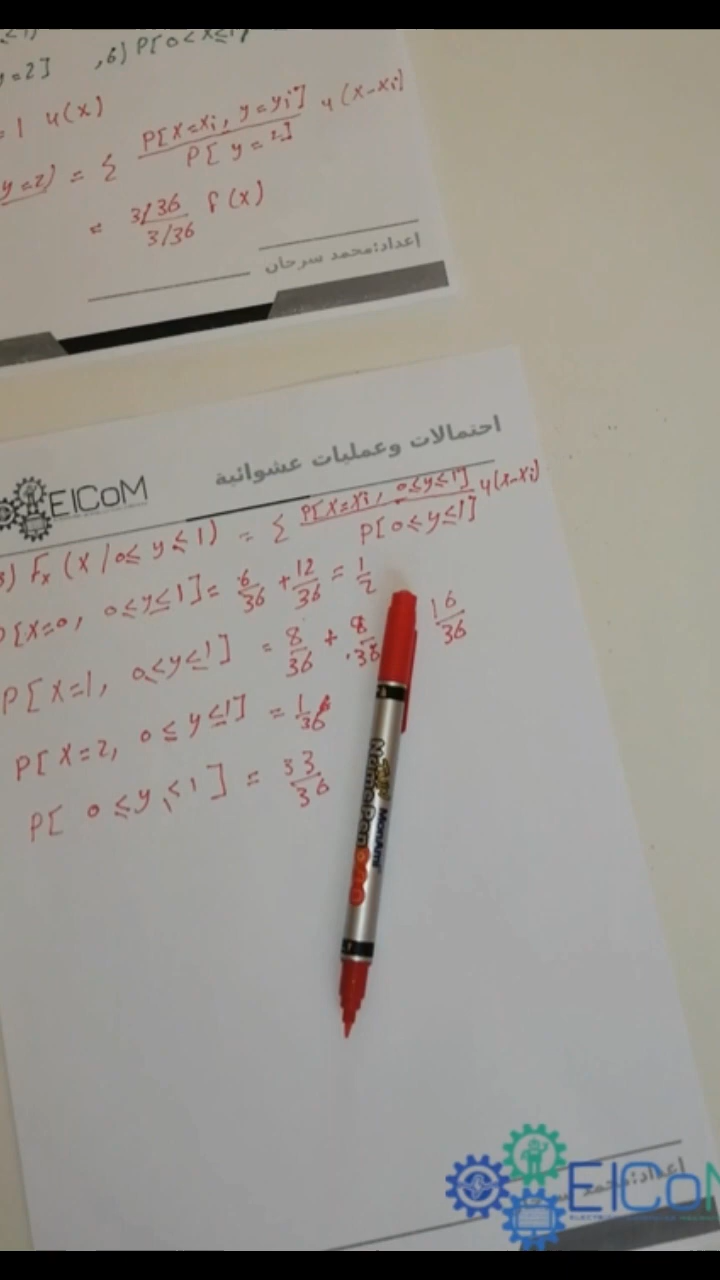 , 6) P[0<X≤1]
y=2]
=1 u(x)
y=2) = Σ P[X=xi, y=yi] / P[y=2] u(x-xi)
= 3/36 / 3/36 f(x)
إعداد:محمد سرحان
EICoM
احتمالات وعمليات عشوائية
3) Fx (X/0≤y≤1) = Σ P[X=Xi, 0≤y≤1] / P[0≤y≤1] u(x-xi)
P[X=0, 0≤y≤1] = 6/36 + 12/36 = 1/2
P[X=1, 0≤y≤1] = 8/36 + 8/36 16/36
P[X=2, 0≤y≤1] = 1/36
P[0≤y≤1] = 33/36
MonAmi
NamePen
EICoM